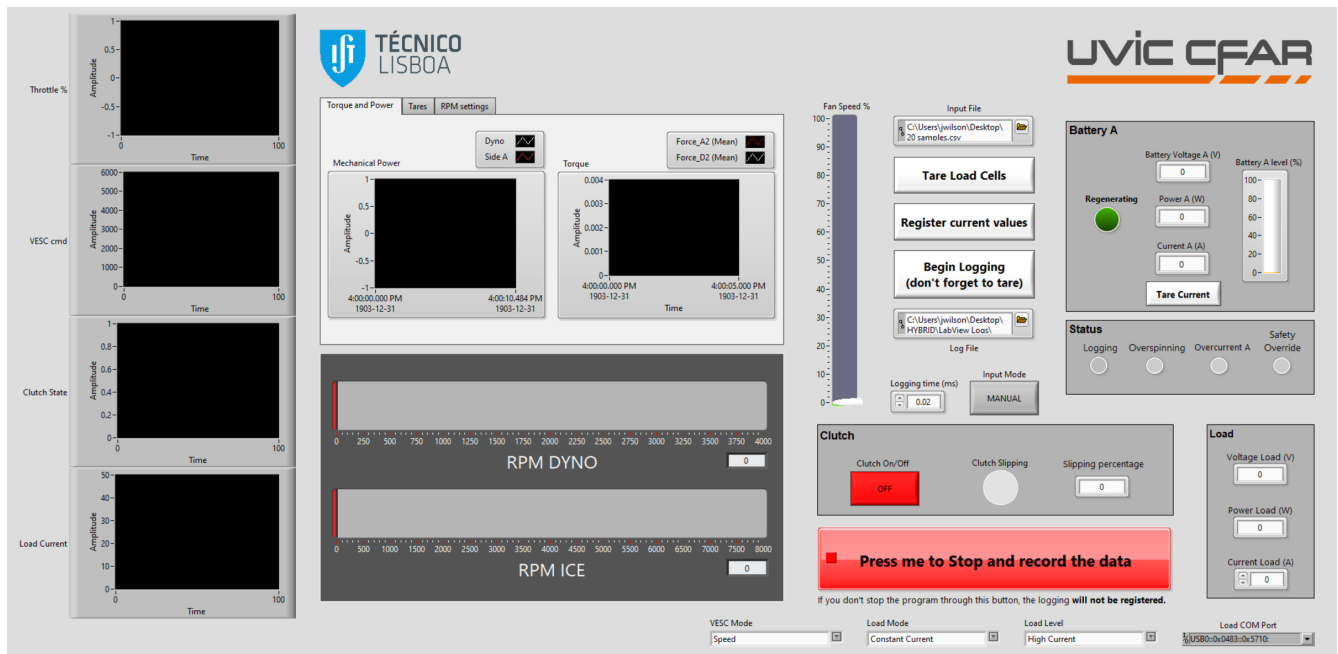 Throttle %
Amplitude
1
0.5
0
-0.5
-1
0
100
Time
VESC cmd
Amplitude
6000
5000
4000
3000
2000
1000
0
0
100
Time
Clutch State
Amplitude
1
0.8
0.6
0.4
0.2
0
0
100
Time
Load Current
Amplitude
50
40
30
20
10
0
0
100
Time
TÉCNICO
LISBOA
UVIC CFAR
Torque and Power
Tares
RPM settings
Dyno
Side A
Mechanical Power
Amplitude
1
0.5
0
-0.5
-1
4:00:00.000 PM
1903-12-31
4:00:10.484 PM
1903-12-31
Force_A2 (Mean)
Force_D2 (Mean)
Torque
Amplitude
0.004
0.003
0.002
0.001
0
4:00:00.000 PM
1903-12-31
4:00:05.000 PM
1903-12-31
Time
0 250 500 750 1000 1250 1500 1750 2000 2250 2500 2750 3000 3250 3500 3750 4000
RPM DYNO
0
0 500 1000 1500 2000 2500 3000 3500 4000 4500 5000 5500 6000 6500 7000 7500 8000
RPM ICE
0
Fan Speed %
100
90
80
70
60
50
40
30
20
10
0
Input File
C:\Users\jwilson\Desktop\
20 samples.csv
Tare Load Cells
Register current values
Begin Logging
(don't forget to tare)
C:\Users\jwilson\Desktop\
HYBRID\LabView Logs\
Log File
Logging time (ms)
0.02
Input Mode
MANUAL
Battery A
Battery Voltage A (V)
0
Regenerating
Power A (W)
0
Current A (A)
0
Tare Current
Battery A level (%)
100
80
60
40
20
0
Status
Logging
Overspinning
Overcurrent A
Safety
Override
Clutch
Clutch On/Off
OFF
Clutch Slipping
Slipping percentage
0
Load
Voltage Load (V)
0
Power Load (W)
0
Current Load (A)
0
Press me to Stop and record the data
If you don't stop the program through this button, the logging will not be registered.
VESC Mode
Speed
Load Mode
Constant Current
Load Level
High Current
Load COM Port
USB0::0x0483::0x5710: